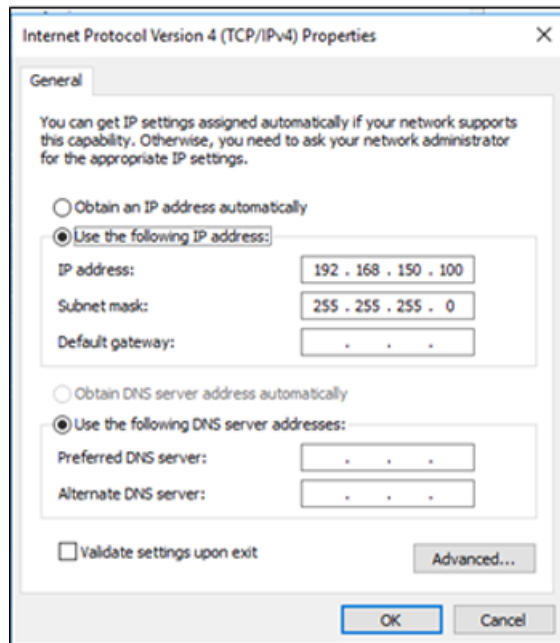 Internet Protocol Version 4 (TCP/IPv4) Properties
General
You can get IP settings assigned automatically if your network supports
this capability. Otherwise, you need to ask your network administrator
for the appropriate IP settings.
Obtain an IP address automatically
Use the following IP address:
IP address: 192 . 168 . 150 . 100
Subnet mask: 255 . 255 . 255 . 0
Default gateway: . . .
Obtain DNS server address automatically
Use the following DNS server addresses:
Preferred DNS server: . . .
Alternate DNS server: . . .
Validate settings upon exit
Advanced...
OK Cancel